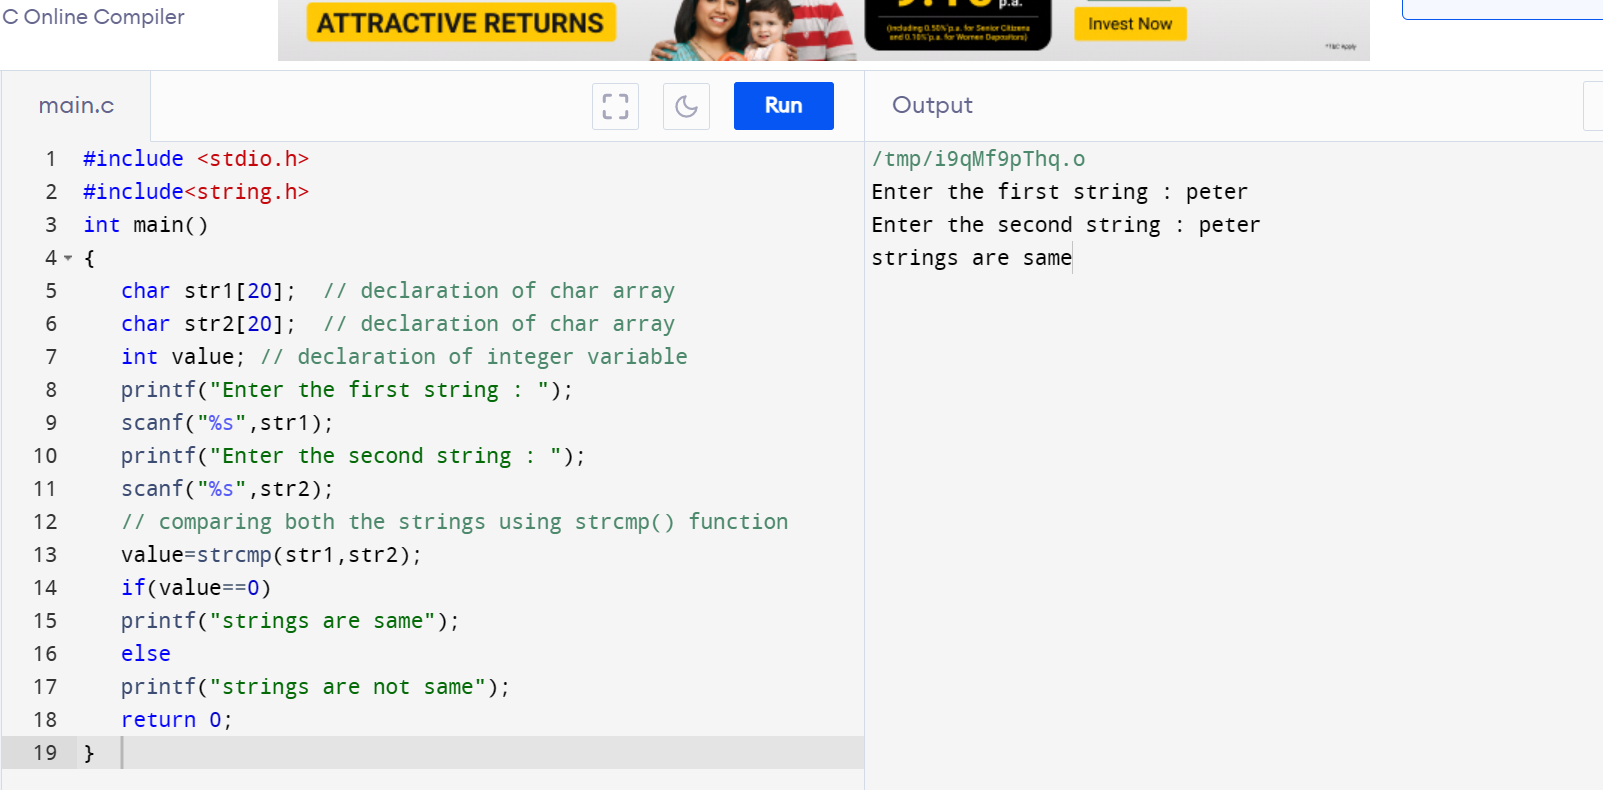 C Online Compiler
ATTRACTIVE RETURNS
p.a.
(including 0.50% p.a. for Senior Citizens
and 0.10% p.a. for Women Depositors)
Invest Now
*T&C Apply
main.c
Run
Output
1 #include <stdio.h>
2 #include<string.h>
3 int main()
4 {
5 char str1[20];  // declaration of char array
6 char str2[20];  // declaration of char array
7 int value; // declaration of integer variable
8 printf("Enter the first string : ");
9 scanf("%s",str1);
10 printf("Enter the second string : ");
11 scanf("%s",str2);
12 // comparing both the strings using strcmp() function
13 value=strcmp(str1,str2);
14 if(value==0)
15 printf("strings are same");
16 else
17 printf("strings are not same");
18 return 0;
19 }
/tmp/i9qMf9pThq.o
Enter the first string : peter
Enter the second string : peter
strings are same